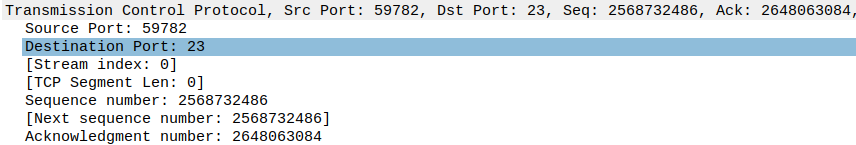 Transmission Control Protocol, Src Port: 59782, Dst Port: 23, Seq: 2568732486, Ack: 2648063084,
Source Port: 59782
Destination Port: 23
[Stream index: 0]
[TCP Segment Len: 0]
Sequence number: 2568732486
[Next sequence number: 2568732486]
Acknowledgment number: 2648063084